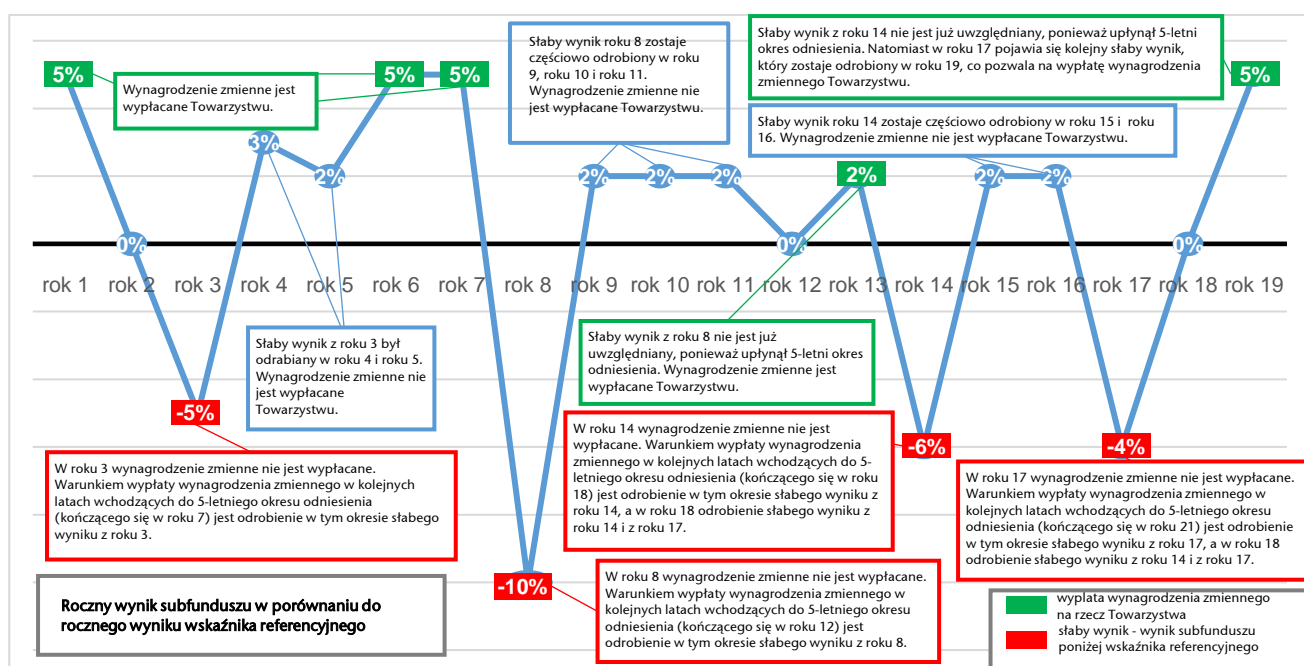 Słaby wynik z roku 14 nie jest już uwzględniany, ponieważ upłynął 5-letni
okres odniesienia. Natomiast w roku 17 pojawia się kolejny słaby wynik,
który zostaje odrobiony w roku 19, co pozwala na wypłatę wynagrodzenia
zmiennego Towarzystwu.
Słaby wynik roku 8 zostaje
częściowo odrobiony w roku
9, roku 10 i roku 11.
Wynagrodzenie zmienne nie
jest wypłacane Towarzystwu.
Wynagrodzenie zmienne jest
wypłacane Towarzystwu.
Słaby wynik roku 14 zostaje częściowo odrobiony w roku 15 i roku
16. Wynagrodzenie zmienne nie jest wypłacane Towarzystwu.
5%
0%
-5%
3%
2%
5%
5%
-10%
2%
2%
2%
0%
2%
-6%
2%
2%
-4%
0%
5%
rok 1
rok 2
rok 3
rok 4
rok 5
rok 6
rok 7
rok 8
rok 9
rok 10
rok 11
rok 12
rok 13
rok 14
rok 15
rok 16
rok 17
rok 18
rok 19
Słaby wynik z roku 3 był
odrabiany w roku 4 i roku 5.
Wynagrodzenie zmienne nie
jest wypłacane
Towarzystwu.
Słaby wynik z roku 8 nie jest już
uwzględniany, ponieważ upłynął 5-letni okres
odniesienia. Wynagrodzenie zmienne jest
wypłacane Towarzystwu.
W roku 3 wynagrodzenie zmienne nie jest wypłacane.
Warunkiem wypłaty wynagrodzenia zmiennego w kolejnych
latach wchodzących do 5-letniego okresu odniesienia
(kończącego się w roku 7) jest odrobienie w tym okresie słabego
wyniku z roku 3.
W roku 14 wynagrodzenie zmienne nie jest
wypłacane. Warunkiem wypłaty wynagrodzenia
zmiennego w kolejnych latach wchodzących do 5-
letniego okresu odniesienia (kończącego się w roku
18) jest odrobienie w tym okresie słabego wyniku z
roku 14, a w roku 18 odrobienie słabego wyniku z
roku 14 i z roku 17.
W roku 17 wynagrodzenie zmienne nie jest wypłacane.
Warunkiem wypłaty wynagrodzenia zmiennego w
kolejnych latach wchodzących do 5-letniego okresu
odniesienia (kończącego się w roku 21) jest odrobienie
w tym okresie słabego wyniku z roku 17, a w roku 18
odrobienie słabego wyniku z roku 14 i z roku 17.
W roku 8 wynagrodzenie zmienne nie jest wypłacane.
Warunkiem wypłaty wynagrodzenia zmiennego w
kolejnych latach wchodzących do 5-letniego okresu
odniesienia (kończącego się w roku 12) jest
odrobienie w tym okresie słabego wyniku z roku 8.
Roczny wynik subfunduszu w porównaniu do
rocznego wyniku wskaźnika referencyjnego
wyplata wynagrodzenia zmiennego
na rzecz Towarzystwa
słaby wynik - wynik subfunduszu
poniżej wskaźnika referencyjnego